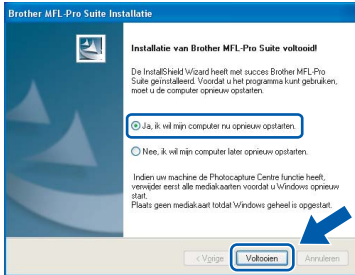 Brother MFL-Pro Suite Installatie
Installatie van Brother MFL-Pro Suite voltooid!
De InstallShield Wizard heeft met succes Brother MFL-Pro
Suite geïnstalleerd. Voordat u het programma kunt gebruiken,
moet u de computer opnieuw opstarten.
Ja, ik wil mijn computer nu opnieuw opstarten.
Nee, ik wil mijn computer later opnieuw opstarten.
Indien uw machine de Photocapture Centre functie heeft,
verwijder eerst alle mediakaarten voordat u Windows opnieuw
start.
Plaats geen mediakaart totdat Windows geheel is opgestart.
< Vorige Voltooien Annuleren